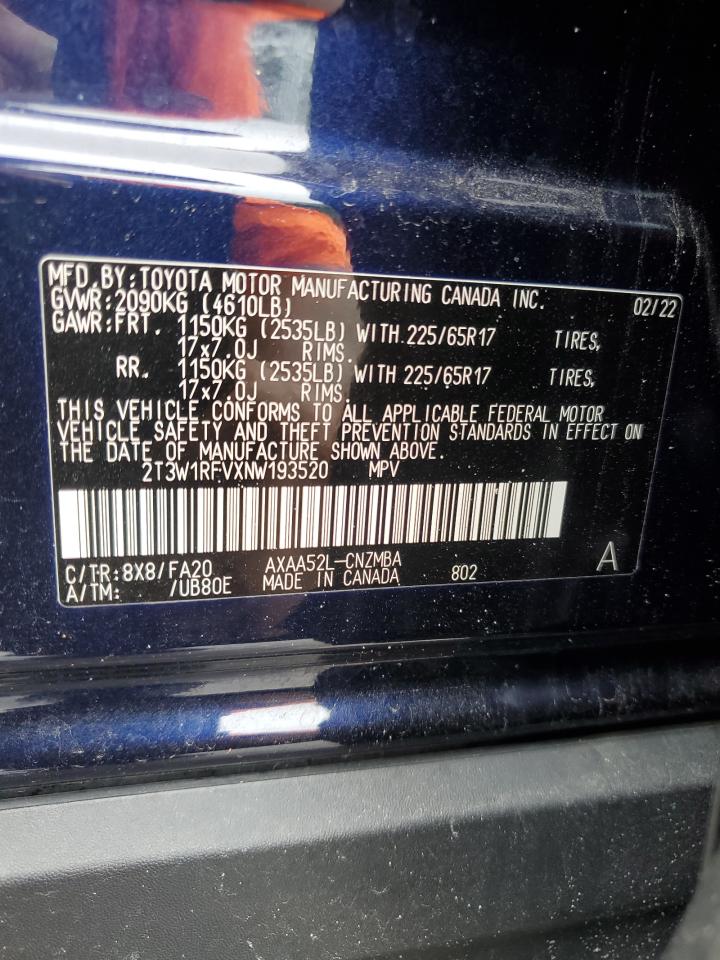 MFD.BY:TOYOTA MOTOR MANUFACTURING CANADA INC. 02/22
GVWR:2090KG (4610LB)
GAWR:FRT. 1150KG (2535LB) WITH 225/65R17 TIRES,
17x7.0J RIMS.
RR. 1150KG (2535LB) WITH 225/65R17 TIRES,
17x7.0J RIMS.
THIS VEHICLE CONFORMS TO ALL APPLICABLE FEDERAL MOTOR
VEHICLE SAFETY AND THEFT PREVENTION STANDARDS IN EFFECT ON
THE DATE OF MANUFACTURE SHOWN ABOVE.
2T3W1RFVXNW193520 MPV
C/TR:8X8/FA20 AXAA52L-CNZMBA A
A/TM: /UB80E MADE IN CANADA 802